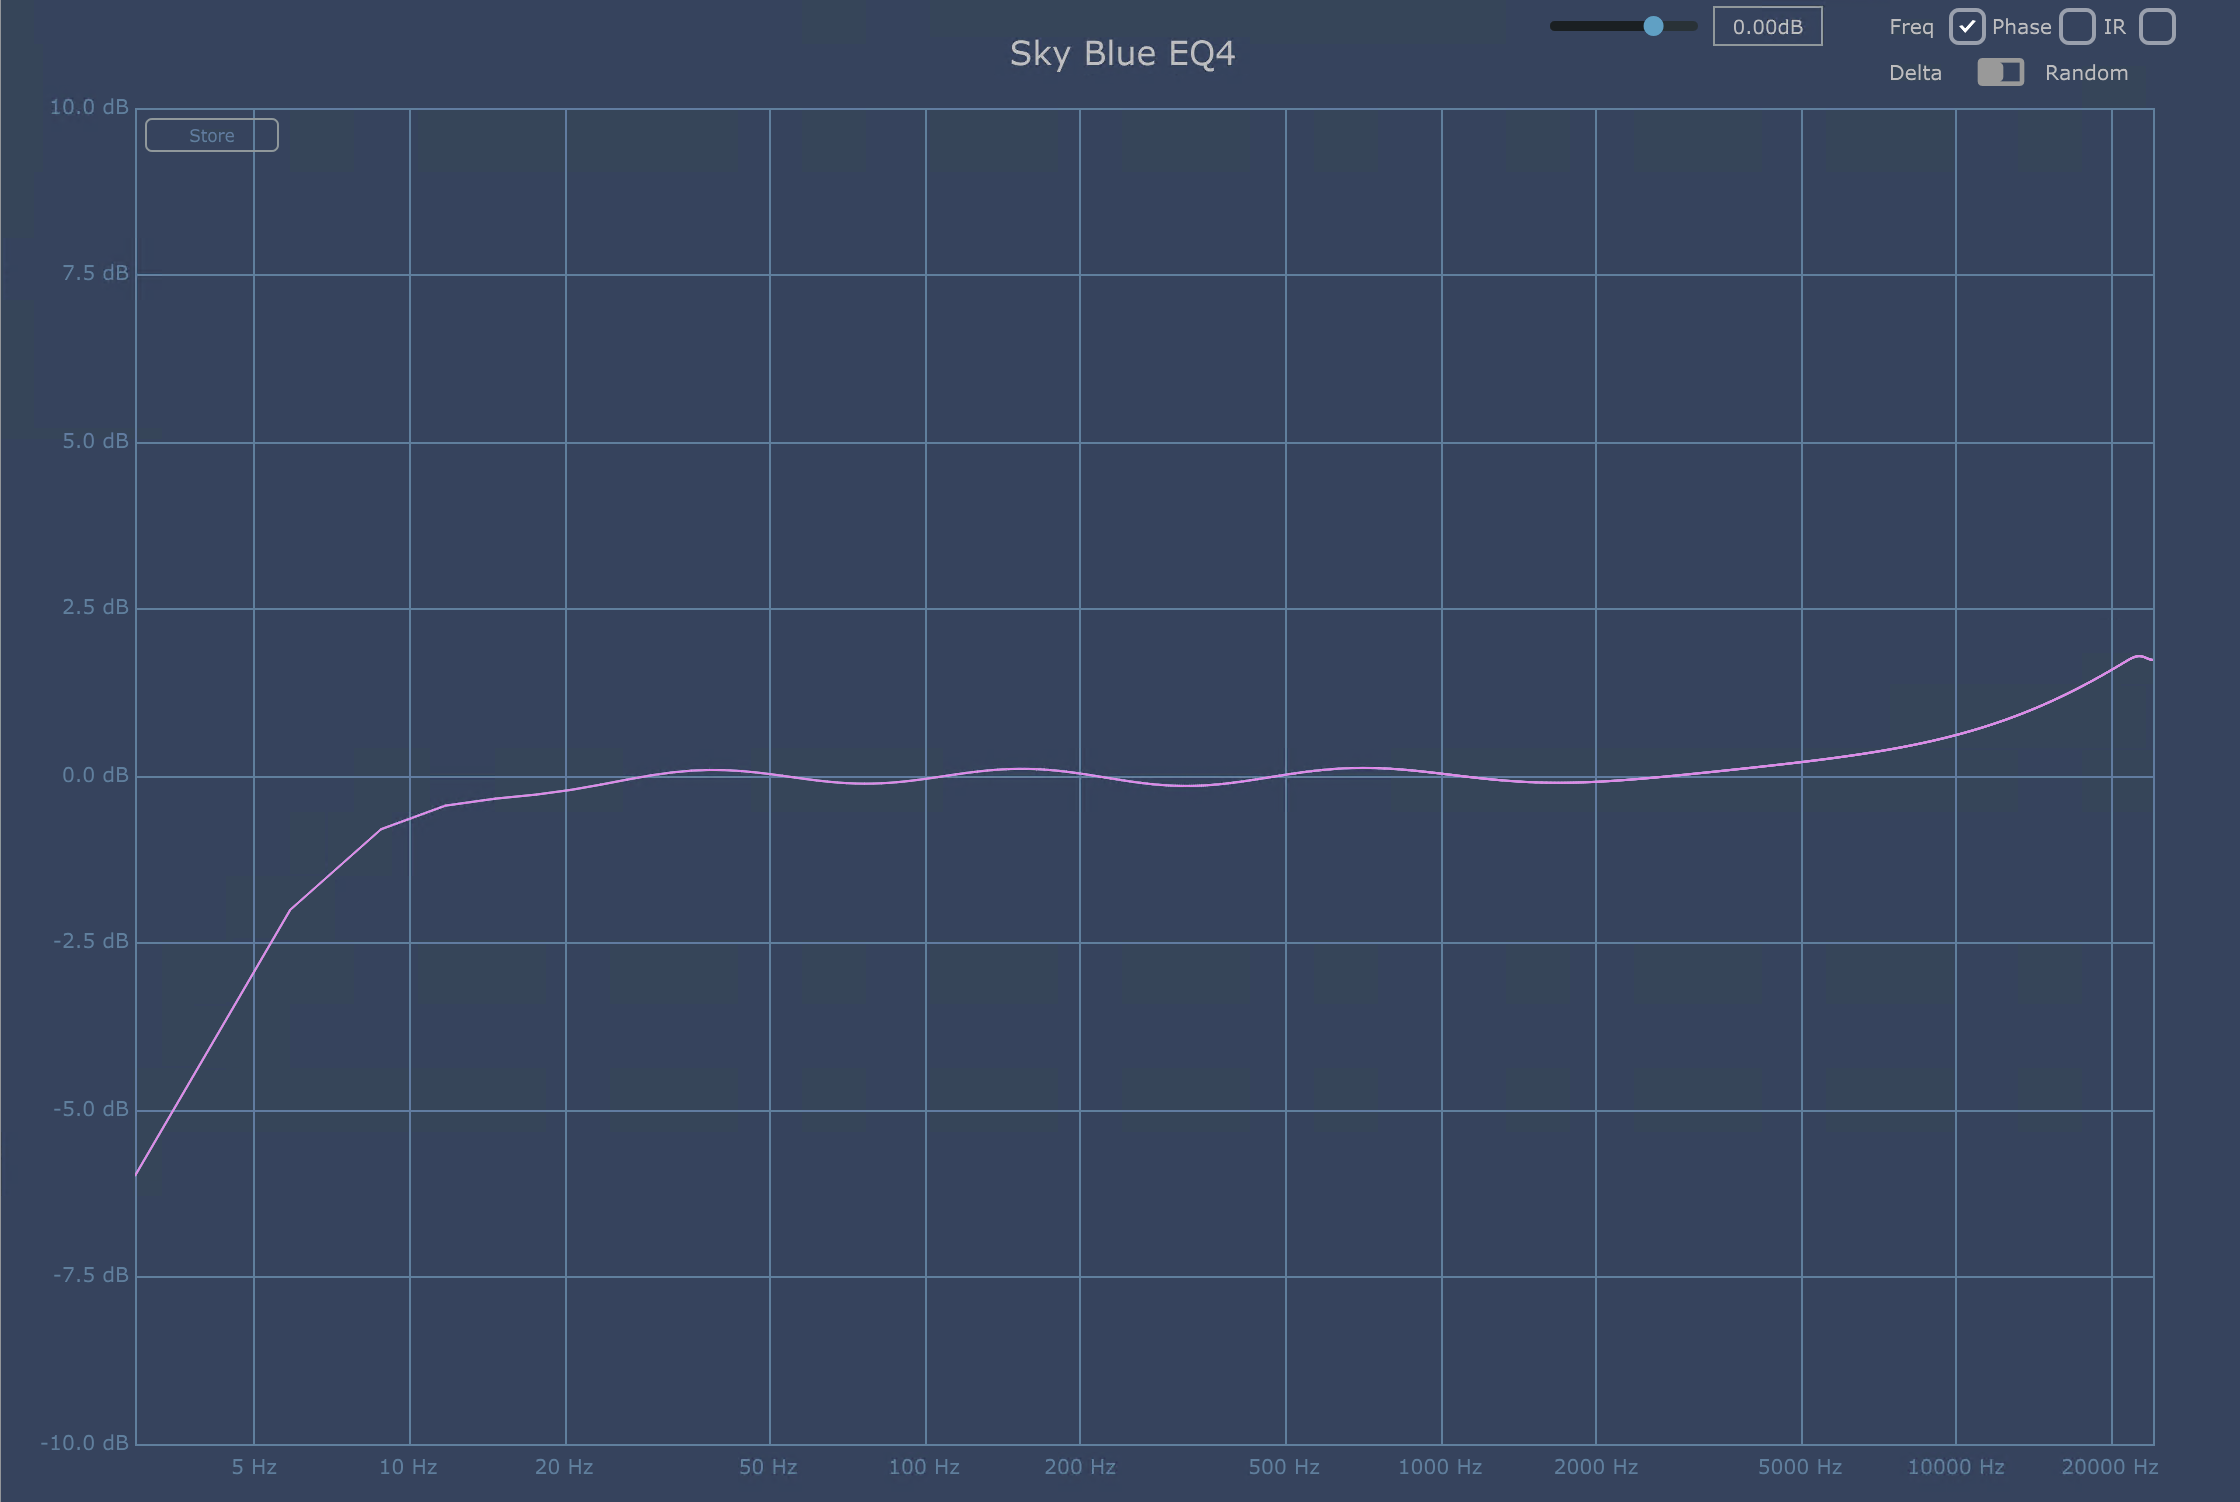 Sky Blue EQ4
0.00dB
Freq Phase IR
Delta Random
Store
10.0 dB
7.5 dB
5.0 dB
2.5 dB
0.0 dB
-2.5 dB
-5.0 dB
-7.5 dB
-10.0 dB
5 Hz 10 Hz 20 Hz 50 Hz 100 Hz 200 Hz 500 Hz 1000 Hz 2000 Hz 5000 Hz 10000 Hz 20000 Hz